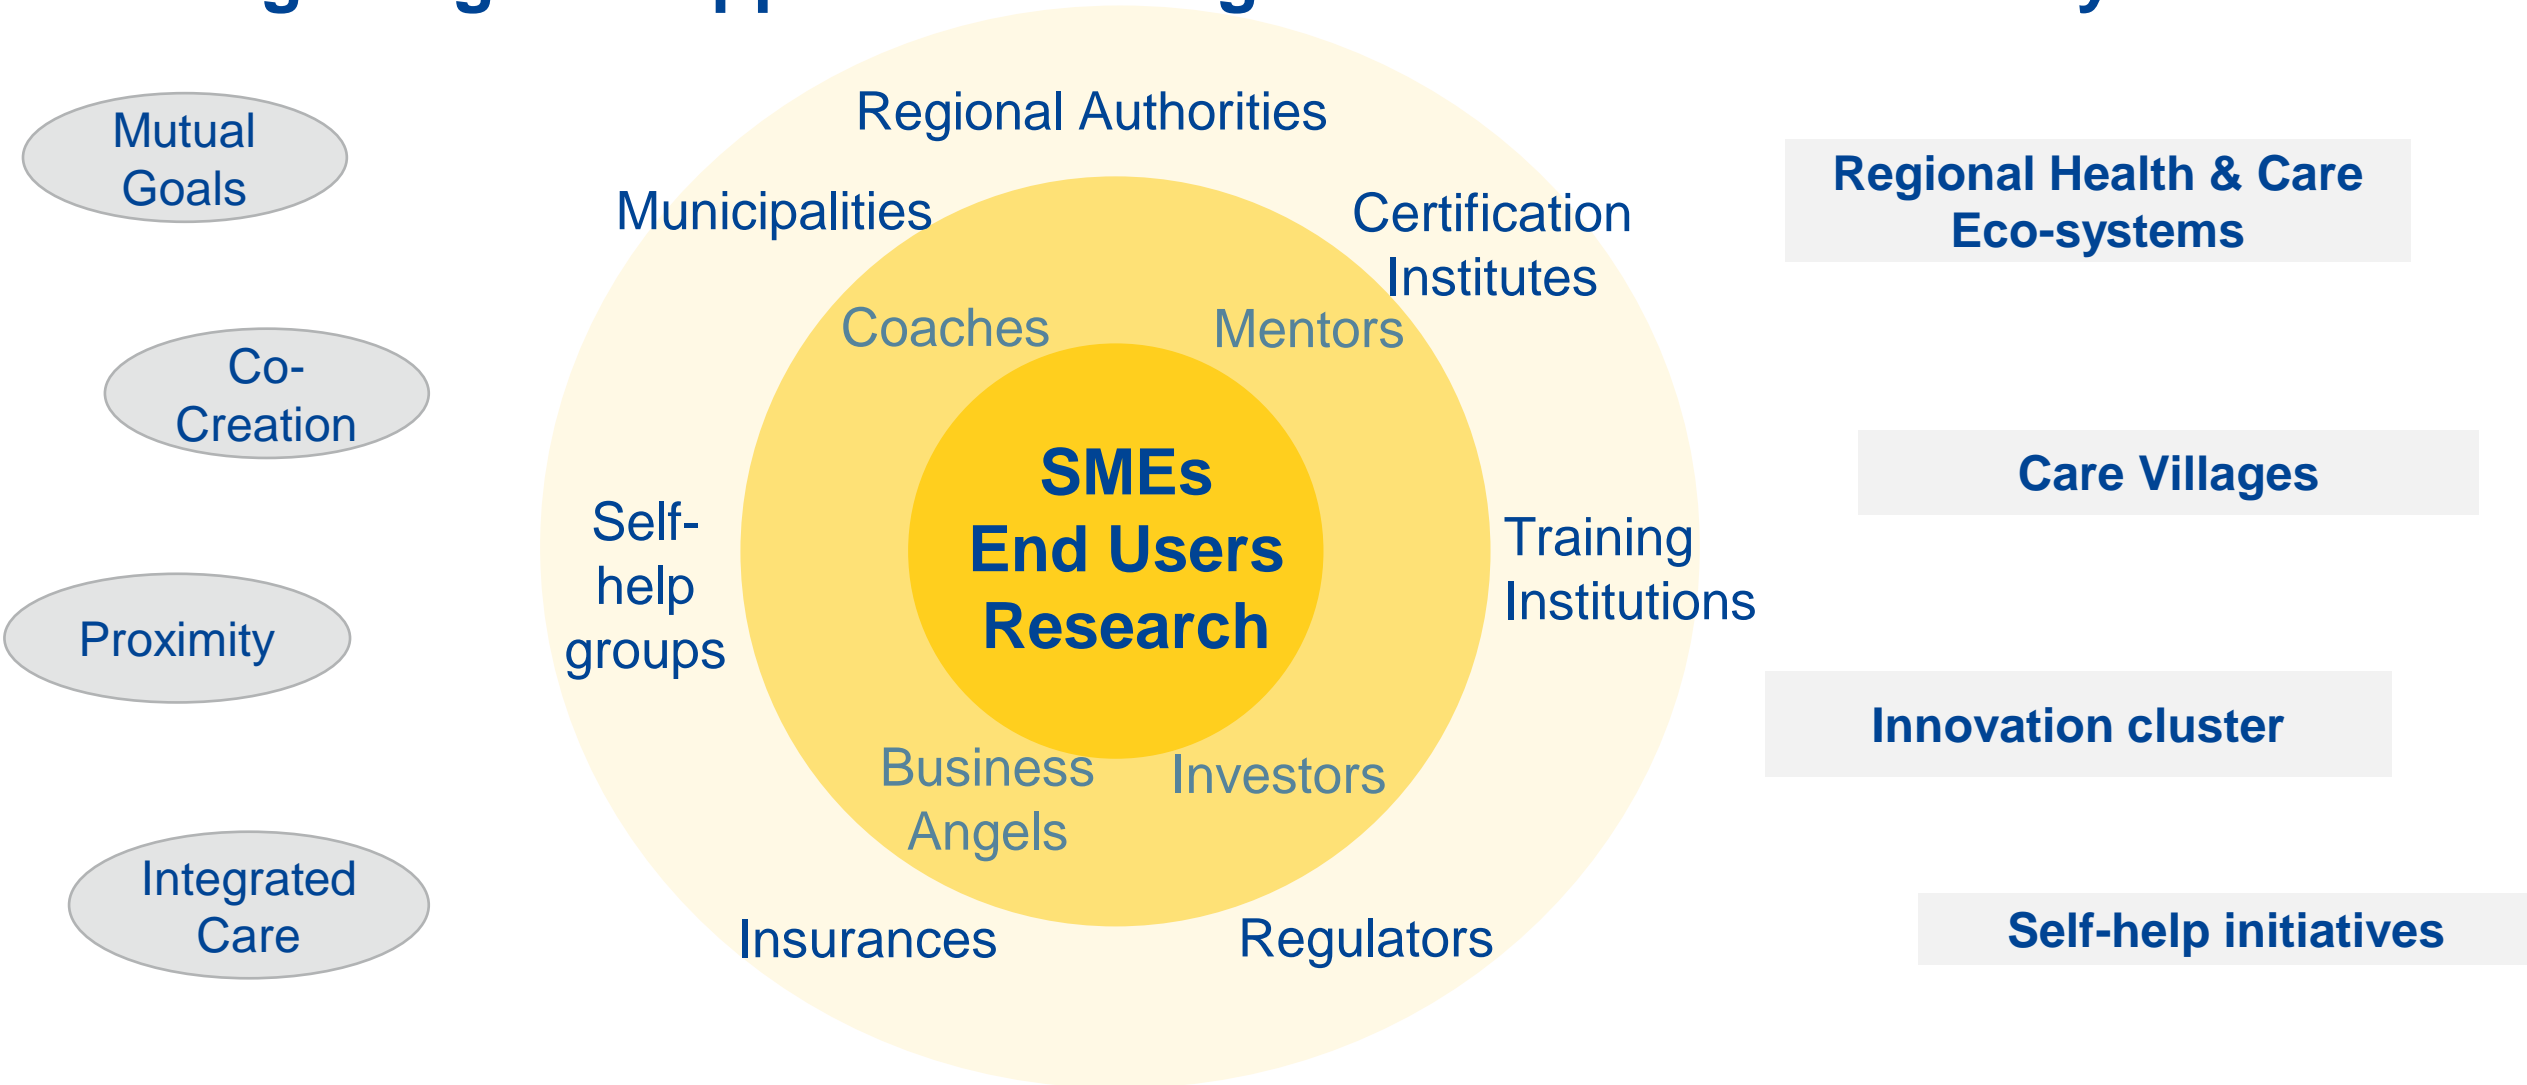 Mutual
Goals
Co-
Creation
Proximity
Integrated
Care
Regional Authorities
Municipalities
Certification
Institutes
Coaches
Mentors
SMEs
End Users
Research
Self-
help
groups
Training
Institutions
Business
Angels
Investors
Insurances
Regulators
Regional Health & Care
Eco-systems
Care Villages
Innovation cluster
Self-help initiatives